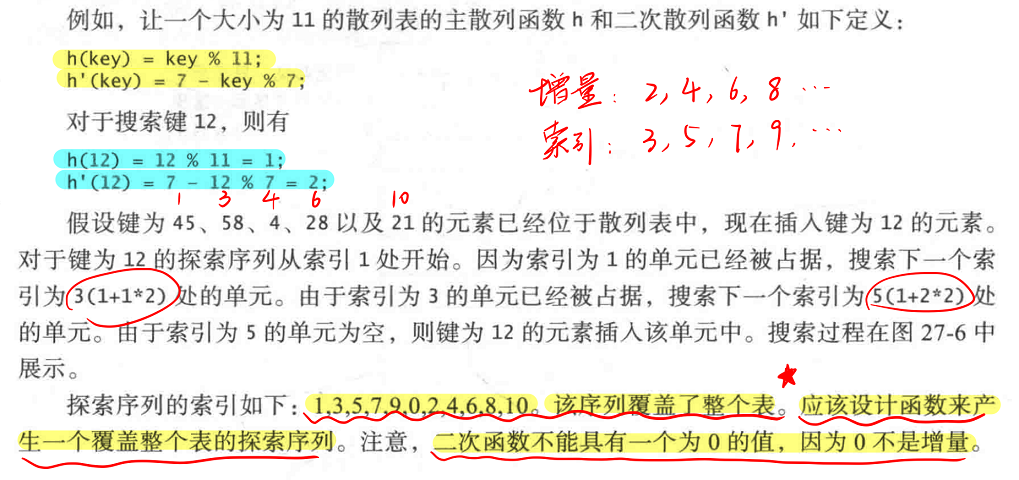 例如，让一个大小为 11 的散列表的主散列函数 h 和二次散列函数 h' 如下定义：
h(key) = key % 11;
h'(key) = 7 - key % 7;
增量：2, 4, 6, 8 ...
对于搜索键 12，则有
索引：3, 5, 7, 9, ...
h(12) = 12 % 11 = 1;
h'(12) = 7 - 12 % 7 = 2;
1 3 4 6 10
假设键为 45、58、4、28 以及 21 的元素已经位于散列表中，现在插入键为 12 的元素。
对于键为 12 的探索序列从索引 1 处开始。因为索引为 1 的单元已经被占据，搜索下一个索
引为 3(1+1*2) 处的单元。由于索引为 3 的单元已经被占据，搜索下一个索引为 5(1+2*2) 处
的单元。由于索引为 5 的单元为空，则键为 12 的元素插入该单元中。搜索过程在图 27-6 中
展示。
探索序列的索引如下：1,3,5,7,9,0,2,4,6,8,10。该序列覆盖了整个表。应该设计函数来产
生一个覆盖整个表的探索序列。注意，二次函数不能具有一个为 0 的值，因为 0 不是增量。